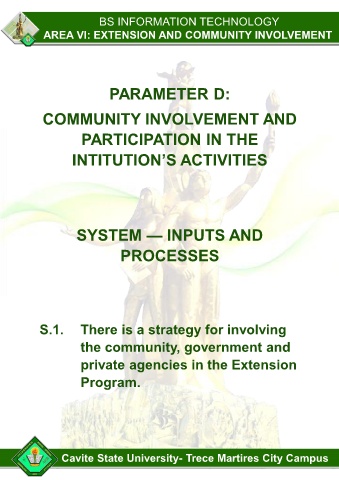 BS INFORMATION TECHNOLOGY
AREA VI: EXTENSION AND COMMUNITY INVOLVEMENT
PARAMETER D:
COMMUNITY INVOLVEMENT AND
PARTICIPATION IN THE
INTITUTION'S ACTIVITIES
SYSTEM — INPUTS AND
PROCESSES
S.1. There is a strategy for involving
the community, government and
private agencies in the Extension
Program.
Cavite State University- Trece Martires City Campus